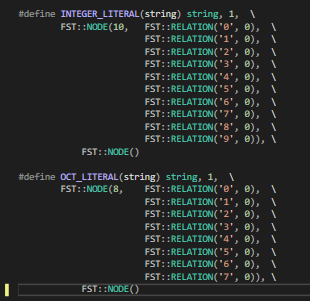 #define INTEGER_LITERAL(string) string, 1,  \
        FST::NODE(10,   FST::RELATION('0', 0),  \
                        FST::RELATION('1', 0),  \
                        FST::RELATION('2', 0),  \
                        FST::RELATION('3', 0),  \
                        FST::RELATION('4', 0),  \
                        FST::RELATION('5', 0),  \
                        FST::RELATION('6', 0),  \
                        FST::RELATION('7', 0),  \
                        FST::RELATION('8', 0),  \
                        FST::RELATION('9', 0)), \
            FST::NODE()
#define OCT_LITERAL(string) string, 1,  \
        FST::NODE(8,    FST::RELATION('0', 0),  \
                        FST::RELATION('1', 0),  \
                        FST::RELATION('2', 0),  \
                        FST::RELATION('3', 0),  \
                        FST::RELATION('4', 0),  \
                        FST::RELATION('5', 0),  \
                        FST::RELATION('6', 0),  \
                        FST::RELATION('7', 0)), \
            FST::NODE()